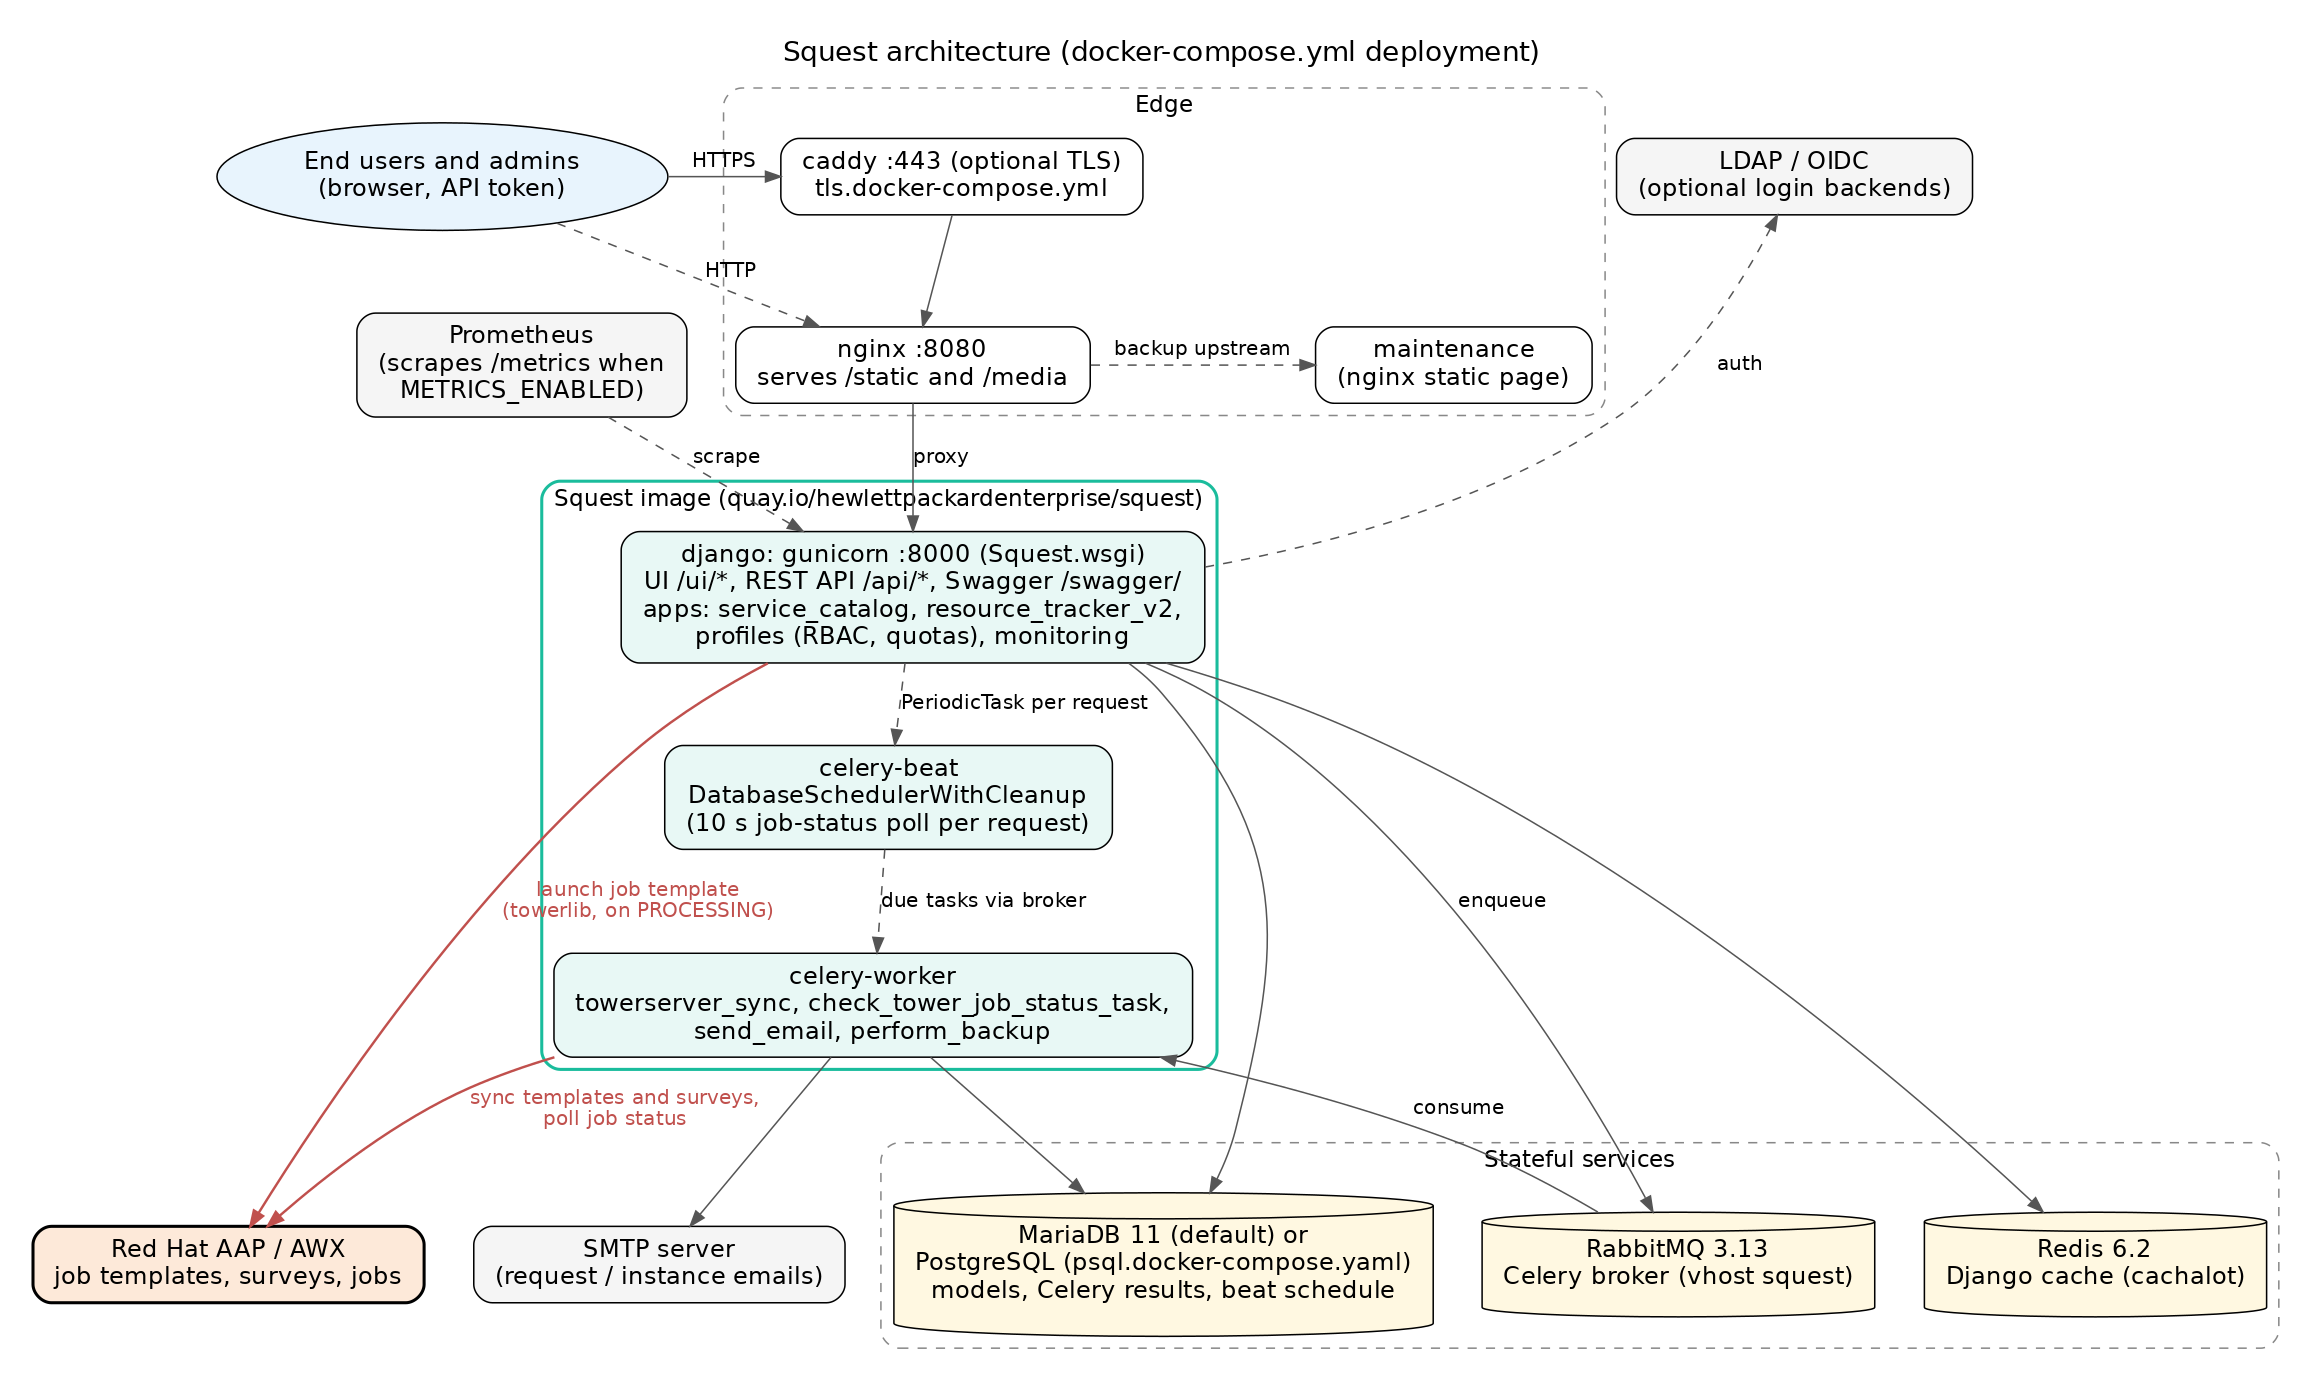 Squest architecture (docker-compose.yml deployment)
Edge
End users and admins
(browser, API token)
HTTPS
caddy :443 (optional TLS)
tls.docker-compose.yml
LDAP / OIDC
(optional login backends)
HTTP
Prometheus
(scrapes /metrics when
METRICS_ENABLED)
nginx :8080
serves /static and /media
backup upstream
maintenance
(nginx static page)
auth
scrape
proxy
Squest image (quay.io/hewlettpackardenterprise/squest)
django: gunicorn :8000 (Squest.wsgi)
UI /ui/*, REST API /api/*, Swagger /swagger/
apps: service_catalog, resource_tracker_v2,
profiles (RBAC, quotas), monitoring
PeriodicTask per request
celery-beat
DatabaseSchedulerWithCleanup
(10 s job-status poll per request)
launch job template
(towerlib, on PROCESSING)
due tasks via broker
enqueue
celery-worker
towerserver_sync, check_tower_job_status_task,
send_email, perform_backup
sync templates and surveys,
poll job status
consume
Stateful services
Red Hat AAP / AWX
job templates, surveys, jobs
SMTP server
(request / instance emails)
MariaDB 11 (default) or
PostgreSQL (psql.docker-compose.yaml)
models, Celery results, beat schedule
RabbitMQ 3.13
Celery broker (vhost squest)
Redis 6.2
Django cache (cachalot)